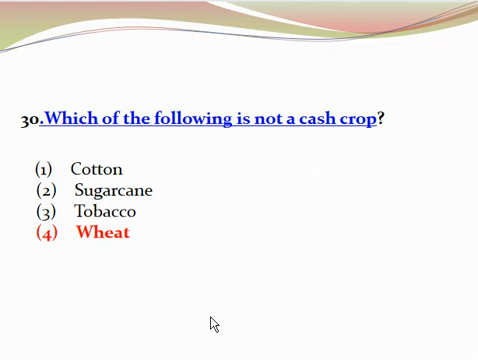 30.Which of the following is not a cash crop?
(1) Cotton
(2) Sugarcane
(3) Tobacco
(4) Wheat